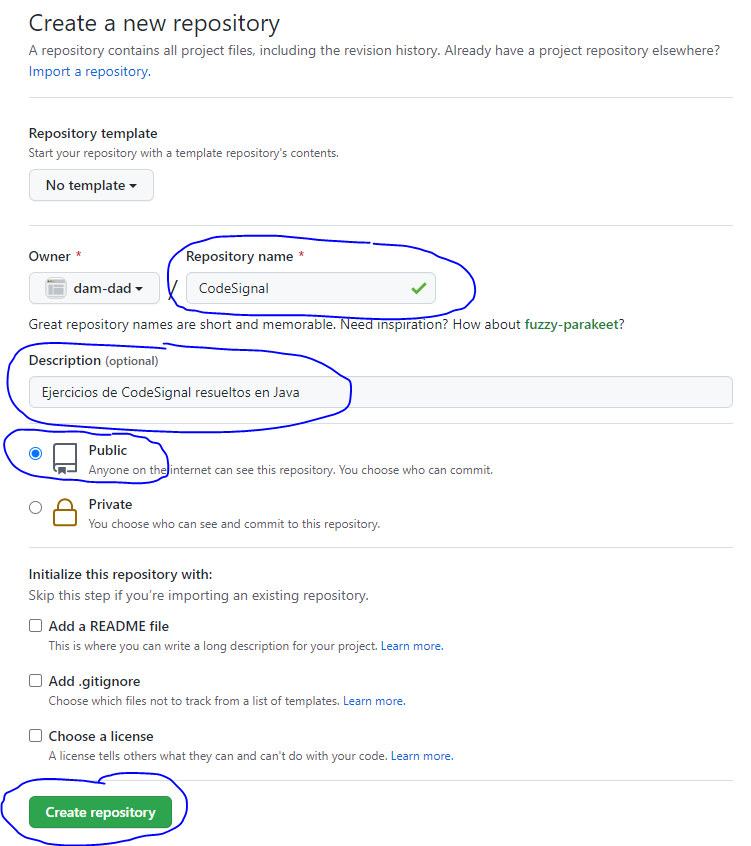 Create a new repository
A repository contains all project files, including the revision history. Already have a project repository elsewhere?
Import a repository.
Repository template
Start your repository with a template repository's contents.
No template
Owner * Repository name *
dam-dad / CodeSignal
Great repository names are short and memorable. Need inspiration? How about fuzzy-parakeet?
Description (optional)
Ejercicios de CodeSignal resueltos en Java
Public
Anyone on the internet can see this repository. You choose who can commit.
Private
You choose who can see and commit to this repository.
Initialize this repository with:
Skip this step if you're importing an existing repository.
Add a README file
This is where you can write a long description for your project. Learn more.
Add .gitignore
Choose which files not to track from a list of templates. Learn more.
Choose a license
A license tells others what they can and can't do with your code. Learn more.
Create repository